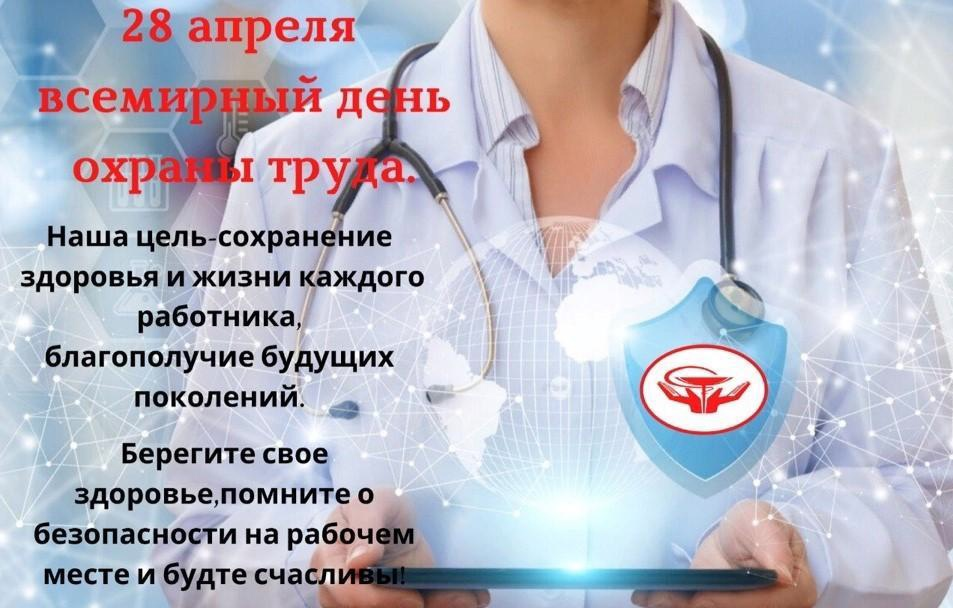 28 апреля
всемирный день
охраны труда.
Наша цель-сохранение
здоровья и жизни каждого
работника,
благополучие будущих
поколений.
Берегите свое
здоровье,помните о
безопасности на рабочем
месте и будте счасливы!